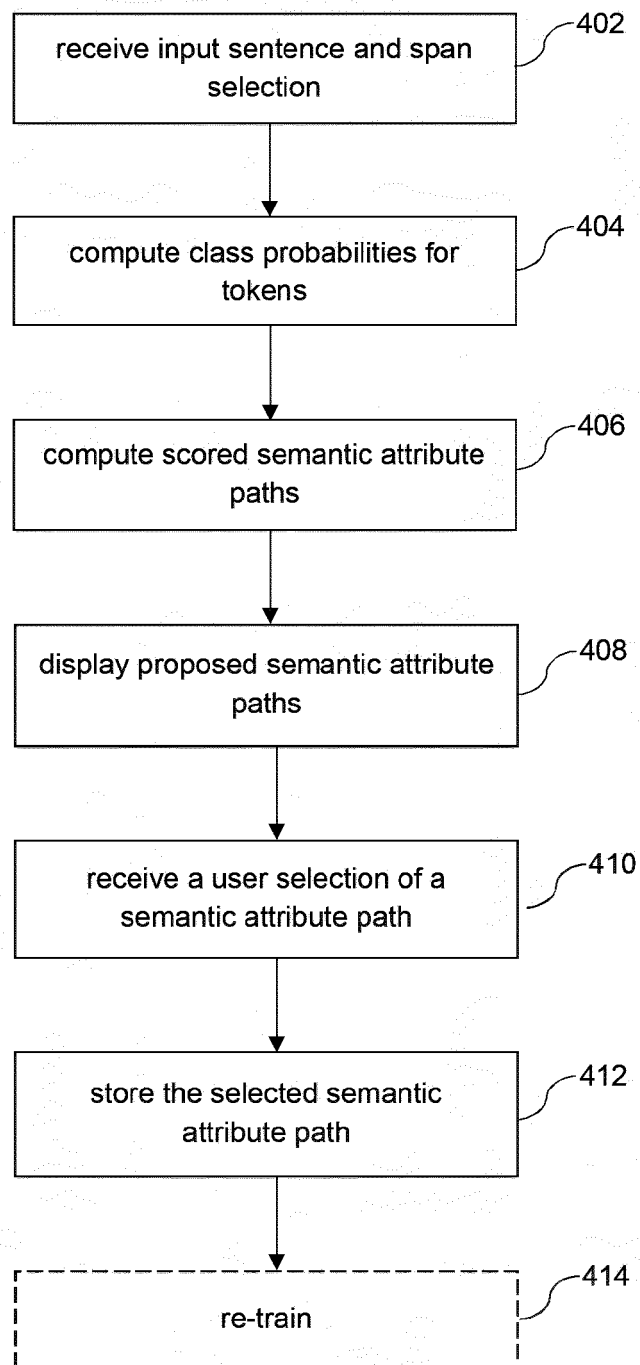 receive input sentence and span
selection
402
compute class probabilities for
tokens
404
compute scored semantic attribute
paths
406
display proposed semantic attribute
paths
408
receive a user selection of a
semantic attribute path
410
store the selected semantic
attribute path
412
re-train
414